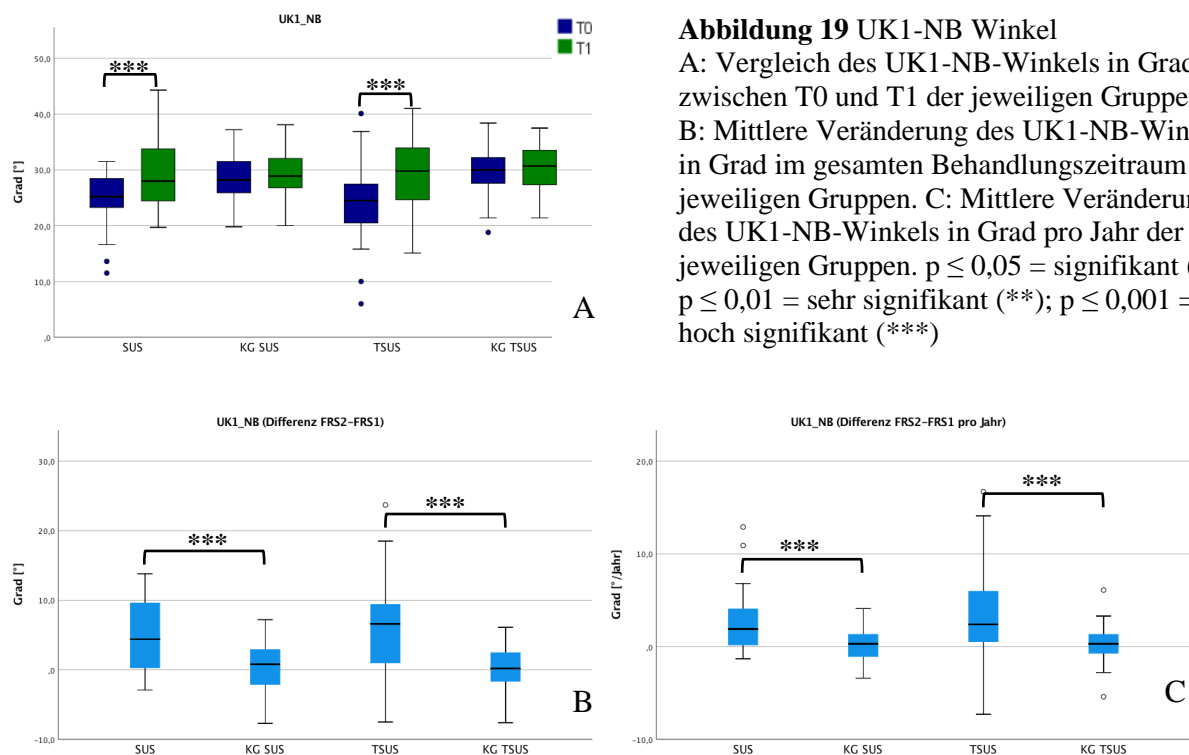 UK1_NB
T0
T1
***
***
50,0
40,0
30,0
20,0
10,0
,0
Grad [°]
SUS
KG SUS
TSUS
KG TSUS
A
Abbildung 19 UK1-NB Winkel
A: Vergleich des UK1-NB-Winkels in Grad
zwischen T0 und T1 der jeweiligen Gruppe
B: Mittlere Veränderung des UK1-NB-Win
in Grad im gesamten Behandlungszeitraum
jeweiligen Gruppen. C: Mittlere Veränderu
des UK1-NB-Winkels in Grad pro Jahr der
jeweiligen Gruppen. p ≤ 0,05 = signifikant (
p ≤ 0,01 = sehr signifikant (**); p ≤ 0,001 =
hoch signifikant (***)
UK1_NB (Differenz FRS2-FRS1)
***
***
30,0
20,0
10,0
,0
-10,0
Grad [°]
SUS
KG SUS
TSUS
KG TSUS
B
UK1_NB (Differenz FRS2-FRS1 pro Jahr)
***
***
20,0
10,0
,0
-10,0
Grad [°/Jahr]
SUS
KG SUS
TSUS
KG TSUS
C